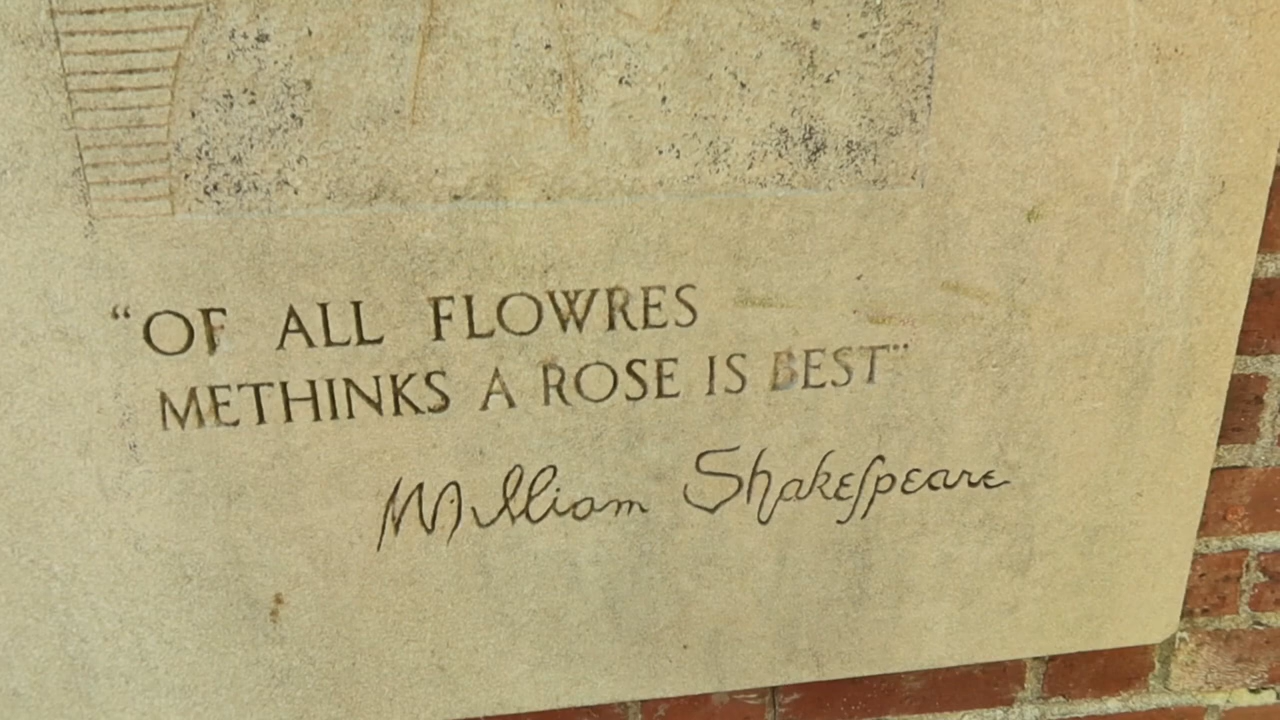 “OF ALL FLOWRES
METHINKS A ROSE IS BEST”
William Shakeſpeare